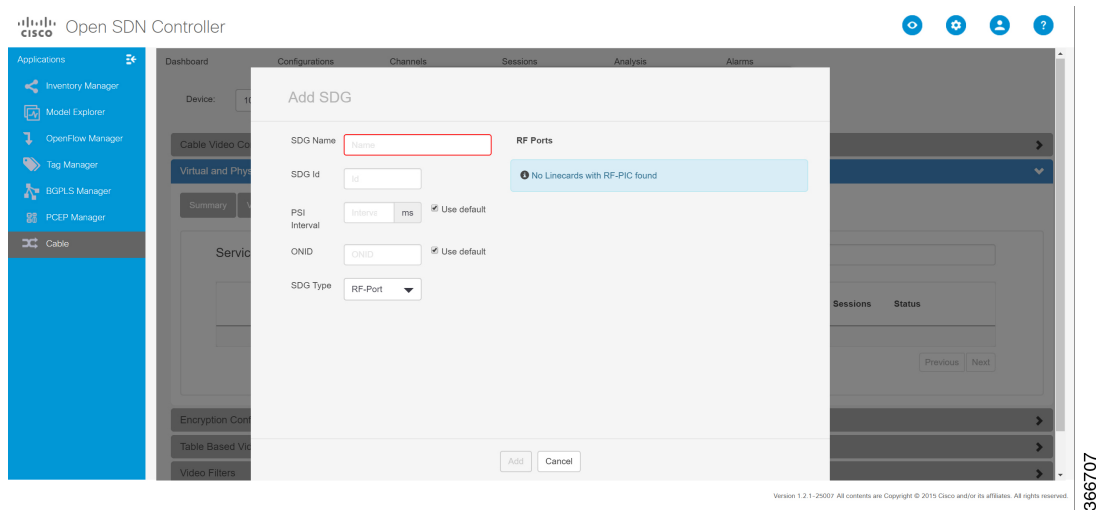 CISCO Open SDN Controller
Applications
Inventory Manager
Model Explorer
OpenFlow Manager
Tag Manager
BGPLS Manager
PCEP Manager
Cable
Dashboard Configurations Channels Sessions Analysis Alarms
Device: 10
Cable Video Co
Virtual and Phys
Summary V
Servic
Sessions Status
Previous Next
Encryption Conf
Table Based Vid
Video Filters
Add SDG
SDG Name Name
SDG Id Id
PSI Interval Interva ms Use default
ONID ONID Use default
SDG Type RF-Port
RF Ports
No Linecards with RF-PIC found
Add Cancel
Version 1.2.1-25007 All contents are Copyright © 2015 Cisco and/or its affiliates. All rights reserved.
366707